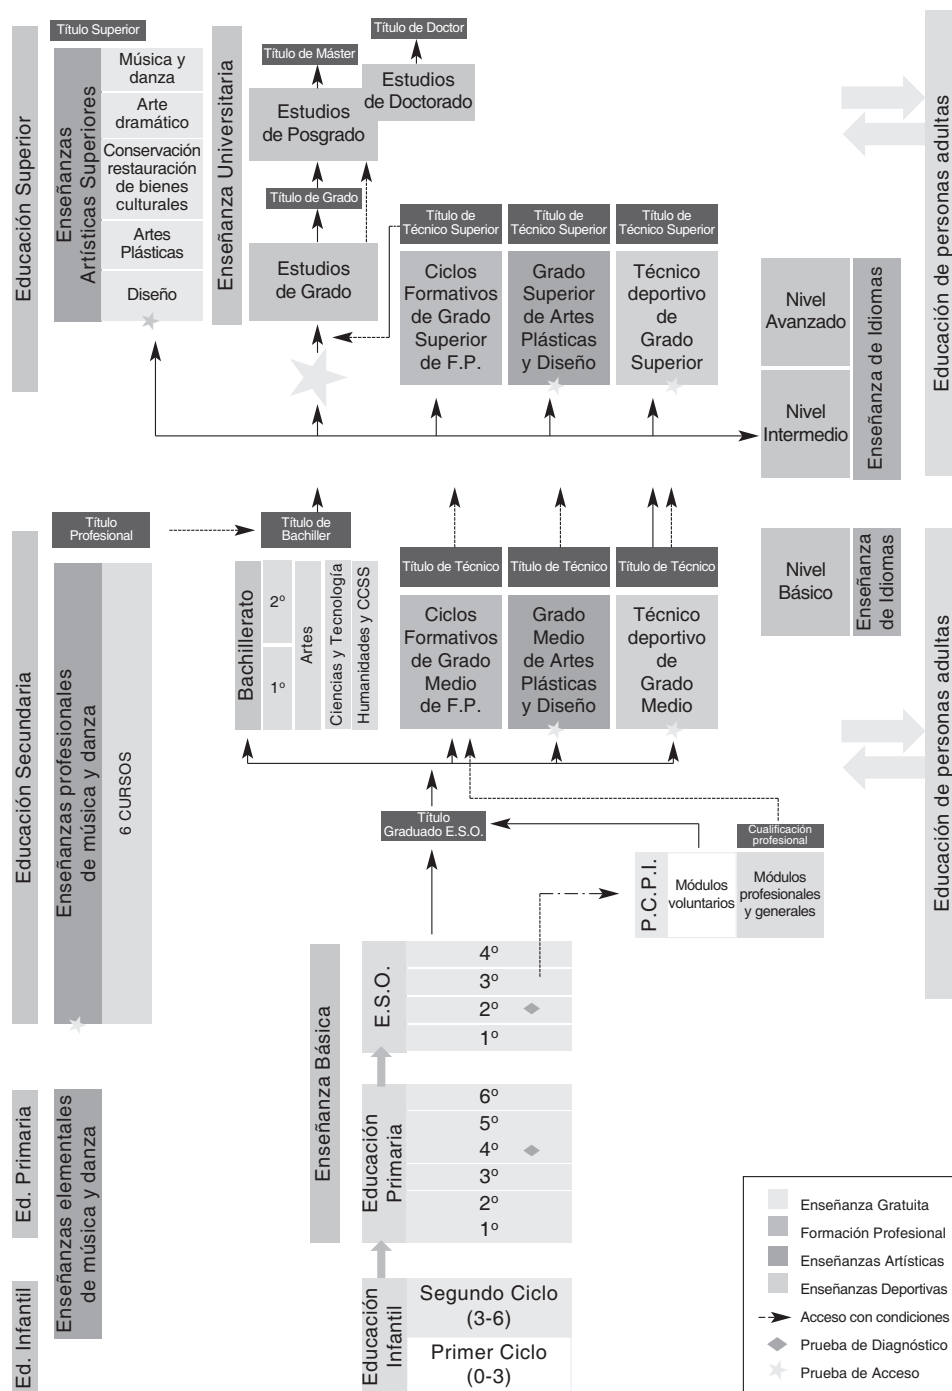 Educación Superior
Título Superior
Enseñanzas
Artísticas Superiores
Música y
danza
Arte
dramático
Conservación
restauración
de bienes
culturales
Artes
Plásticas
Diseño
Enseñanza Universitaria
Título de Doctor
Título de Máster
Estudios
de Doctorado
Estudios
de Posgrado
Título de Grado
Estudios
de Grado
Título de
Técnico Superior
Ciclos
Formativos
de Grado
Superior
de F.P.
Título de
Técnico Superior
Grado
Superior
de Artes
Plásticas
y Diseño
Título de
Técnico Superior
Técnico
deportivo
de
Grado
Superior
Nivel
Avanzado
Nivel
Intermedio
Enseñanza de Idiomas
Educación de personas adultas
Educación Secundaria
Título
Profesional
Enseñanzas profesionales
de música y danza
6 CURSOS
Título de
Bachiller
Bachillerato
2º
1º
Artes
Ciencias y Tecnología
Humanidades y CCSS
Título de Técnico
Ciclos
Formativos
de Grado
Medio
de F.P.
Título de Técnico
Grado
Medio
de Artes
Plásticas
y Diseño
Título de Técnico
Técnico
deportivo
de
Grado
Medio
Nivel
Básico
Enseñanza
de Idiomas
Educación de personas adultas
Título
Graduado E.S.O.
Cualificación
profesional
P.C.P.I.
Módulos
voluntarios
Módulos
profesionales
y generales
Enseñanza Básica
E.S.O.
4º
3º
2º
1º
Ed. Primaria
Enseñanzas elementales
de música y danza
Educación
Primaria
6º
5º
4º
3º
2º
1º
Ed. Infantil
Educación
Infantil
Segundo Ciclo
(3-6)
Primer Ciclo
(0-3)
Enseñanza Gratuita
Formación Profesional
Enseñanzas Artísticas
Enseñanzas Deportivas
Acceso con condiciones
Prueba de Diagnóstico
Prueba de Acceso